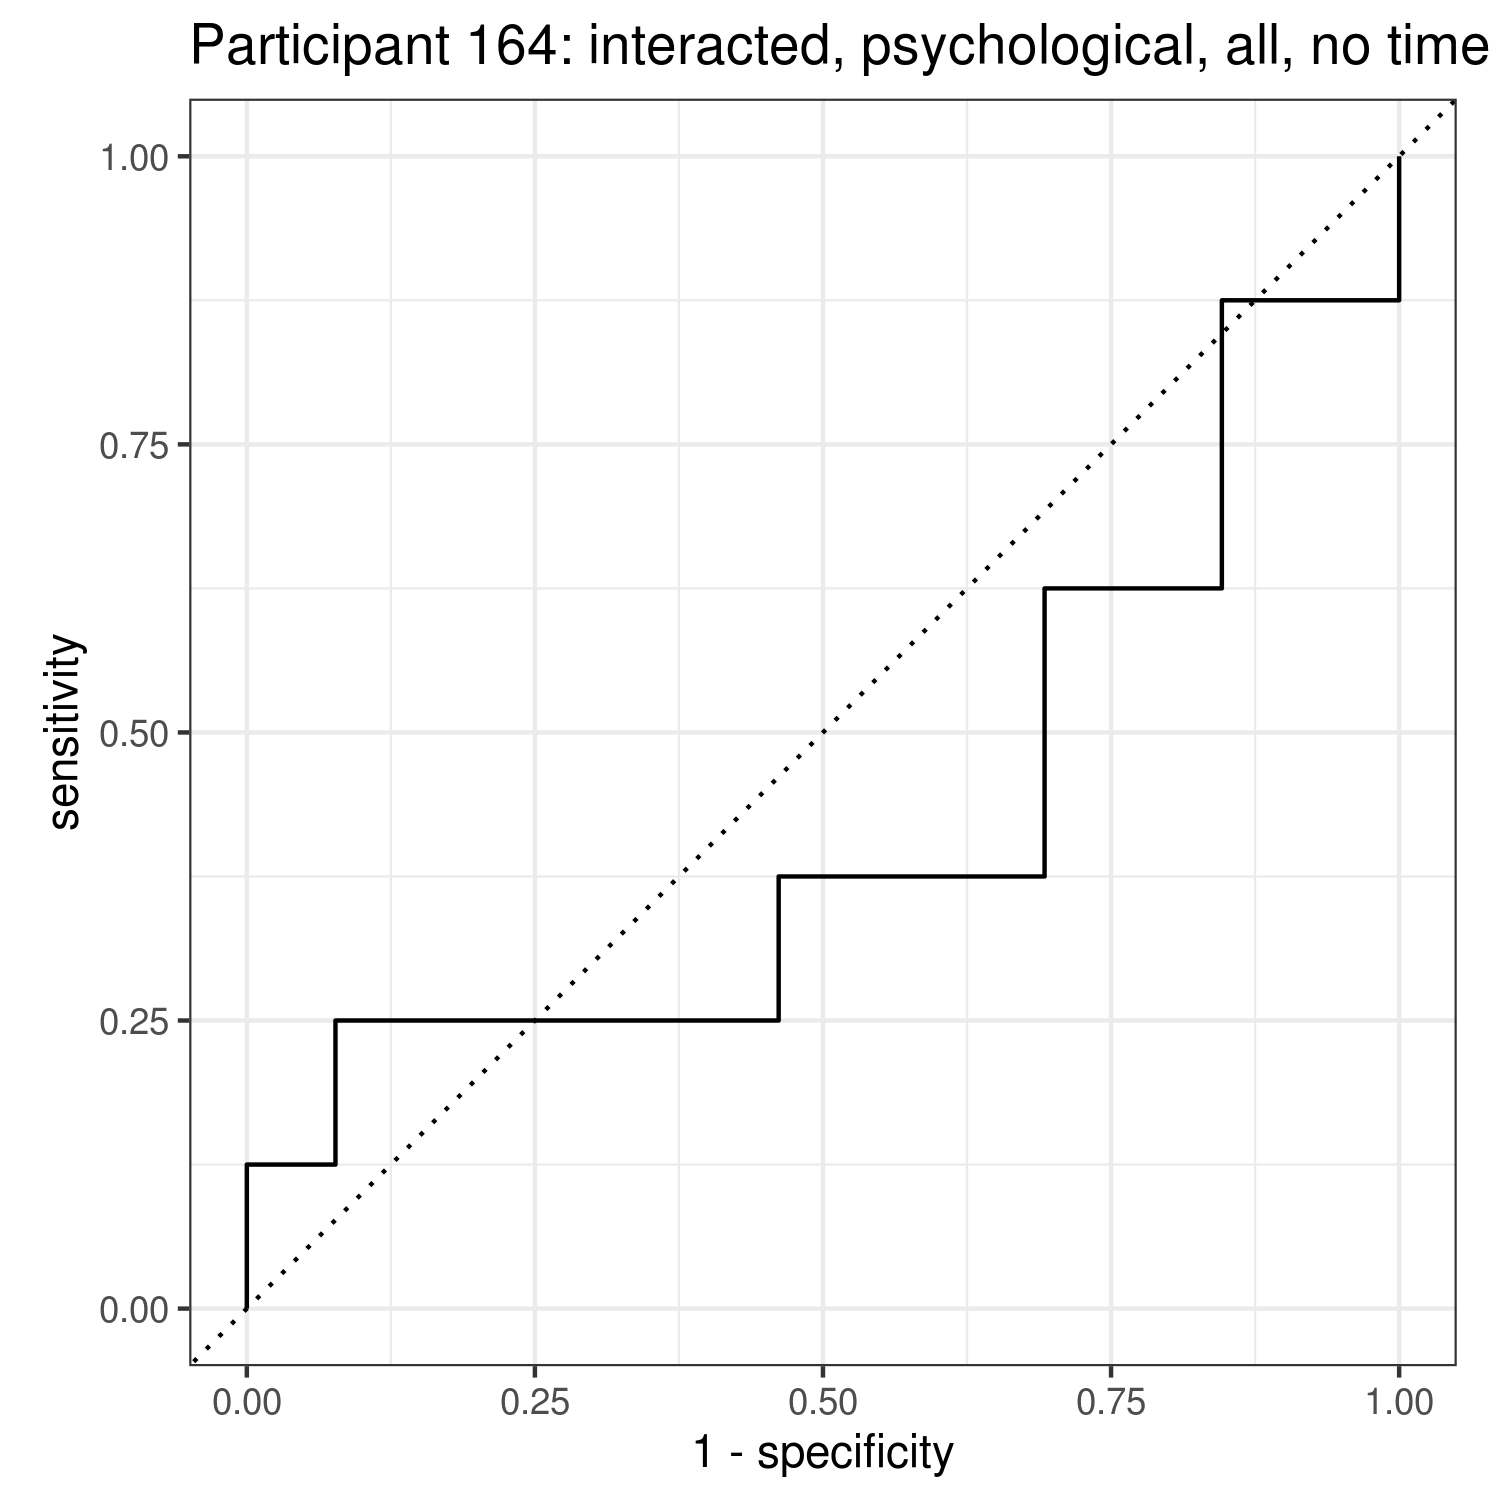 Participant 164: interacted, psychological, all, no time
1.00
0.75
0.50
0.25
0.00
sensitivity
0.00 0.25 0.50 0.75 1.00
1 - specificity